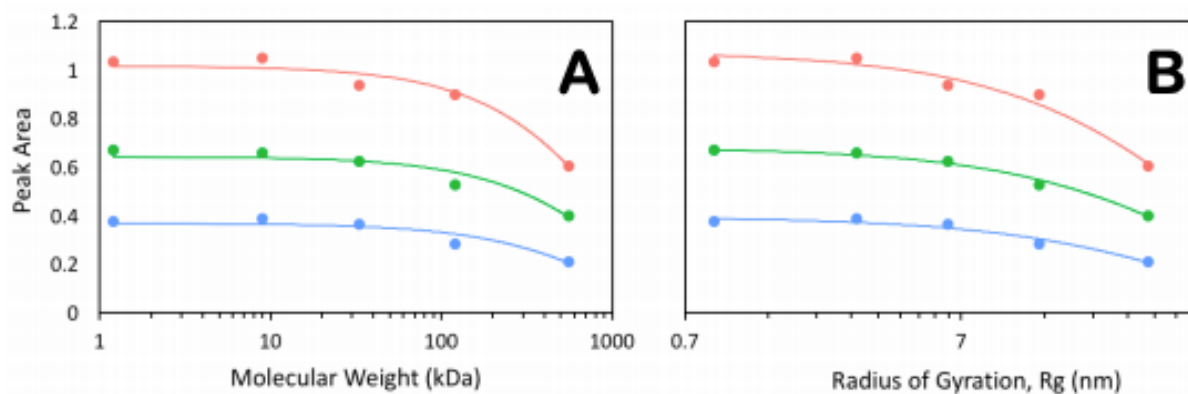 1.2
1
0.8
0.6
0.4
0.2
0
Peak Area
A
1 10 100 1000
Molecular Weight (kDa)
B
0.7 7
Radius of Gyration, Rg (nm)